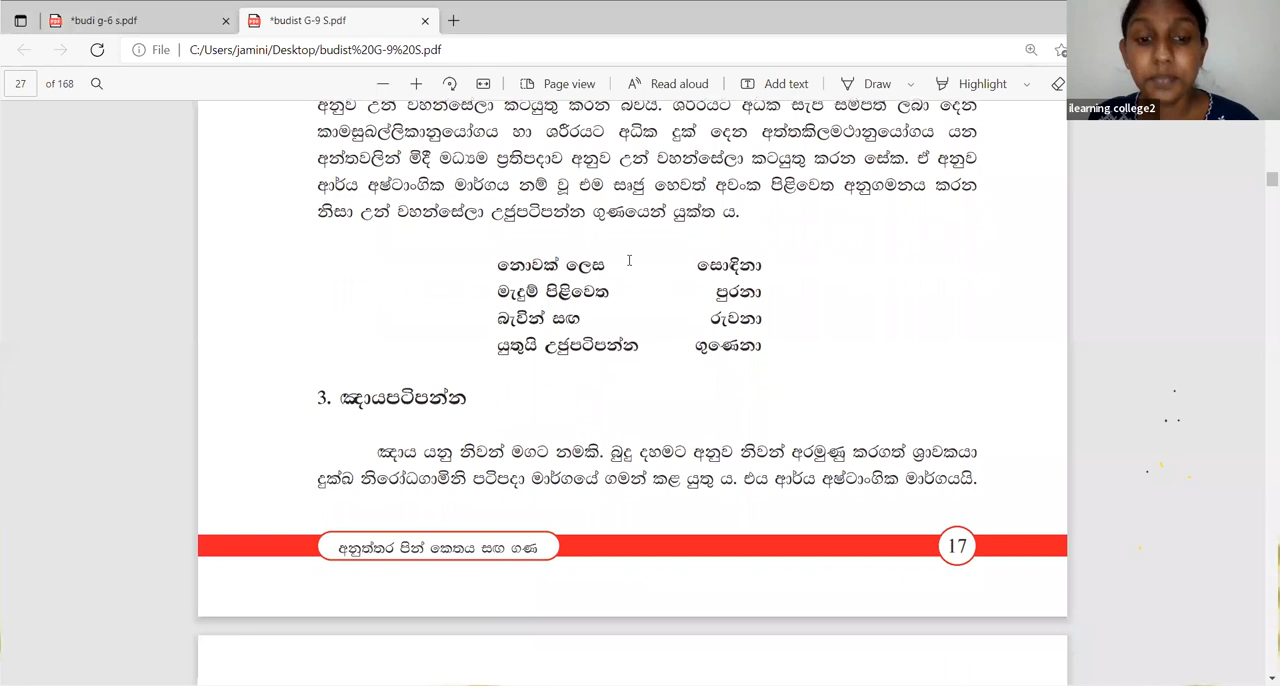 *budi g-6 s.pdf
*budist G-9 S.pdf
File C:/Users/jamini/Desktop/budist%20G-9%20S.pdf
27 of 168 Page view Read aloud Add text Draw Highlight
ilearning college2
අනුව උන් වහන්සේලා කටයුතු කරන බවයි. ශරීරයට අධික සැප සම්පත් ලබා දෙන
කාමසුඛල්ලිකානුයෝගය හා ශරීරයට අධික දුක් දෙන අත්තකිලමථානුයෝගය යන
අන්තවලින් මිදී මධ්‍යම ප්‍රතිපදාව අනුව උන් වහන්සේලා කටයුතු කරන සේක. ඒ අනුව
ආර්ය අෂ්ටාංගික මාර්ගය නම් වූ එම සෘජු හෙවත් අවංක පිළිවෙත අනුගමනය කරන
නිසා උන් වහන්සේලා උජුපටිපන්න ගුණයෙන් යුක්ත ය.
නොවක් ලෙස සොඳිනා
මැදුම් පිළිවෙත පුරනා
බැවින් සඟ රුවනා
යුතුයි උජුපටිපන්න ගුණෙනා
3. ඤායපටිපන්න
ඤාය යනු නිවන් මගට නමකි. බුදු දහමට අනුව නිවන් අරමුණු කරගත් ශ්‍රාවකයා
දුක්ඛ නිරෝධගාමිනි පටිපදා මාර්ගයේ ගමන් කළ යුතු ය. එය ආර්ය අෂ්ටාංගික මාර්ගයයි.
අනුත්තර පින් කෙතය සඟ ගණ
17